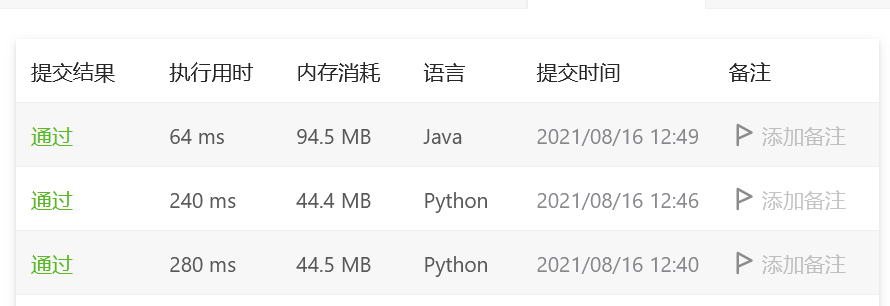 提交结果 执行用时 内存消耗 语言 提交时间 备注
通过 64 ms 94.5 MB Java 2021/08/16 12:49 添加备注
通过 240 ms 44.4 MB Python 2021/08/16 12:46 添加备注
通过 280 ms 44.5 MB Python 2021/08/16 12:40 添加备注